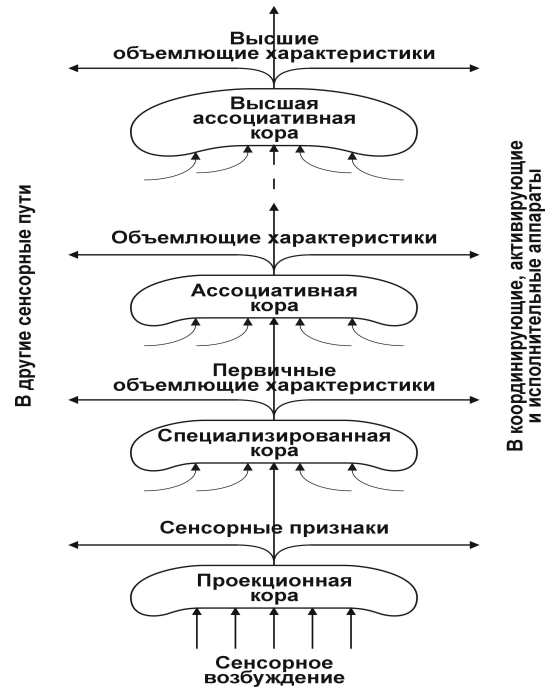 Высшие
объемлющие характеристики
Высшая
ассоциативная
кора
В другие сенсорные пути
В координирующие, активирующие
и исполнительные аппараты
Объемлющие характеристики
Ассоциативная
кора
Первичные
объемлющие характеристики
Специализированная
кора
Сенсорные признаки
Проекционная
кора
Сенсорное
возбуждение